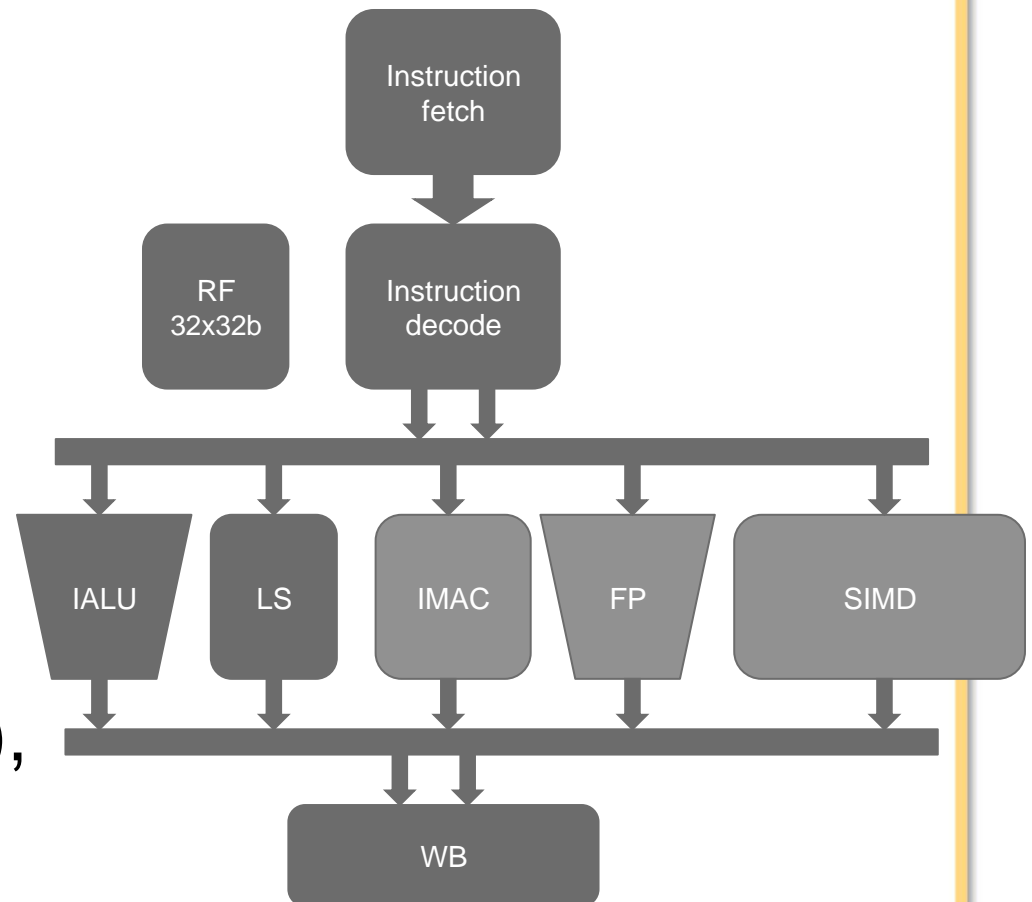 Instruction
fetch
RF
32x32b
Instruction
decode
IALU
LS
IMAC
FP
SIMD
),
WB